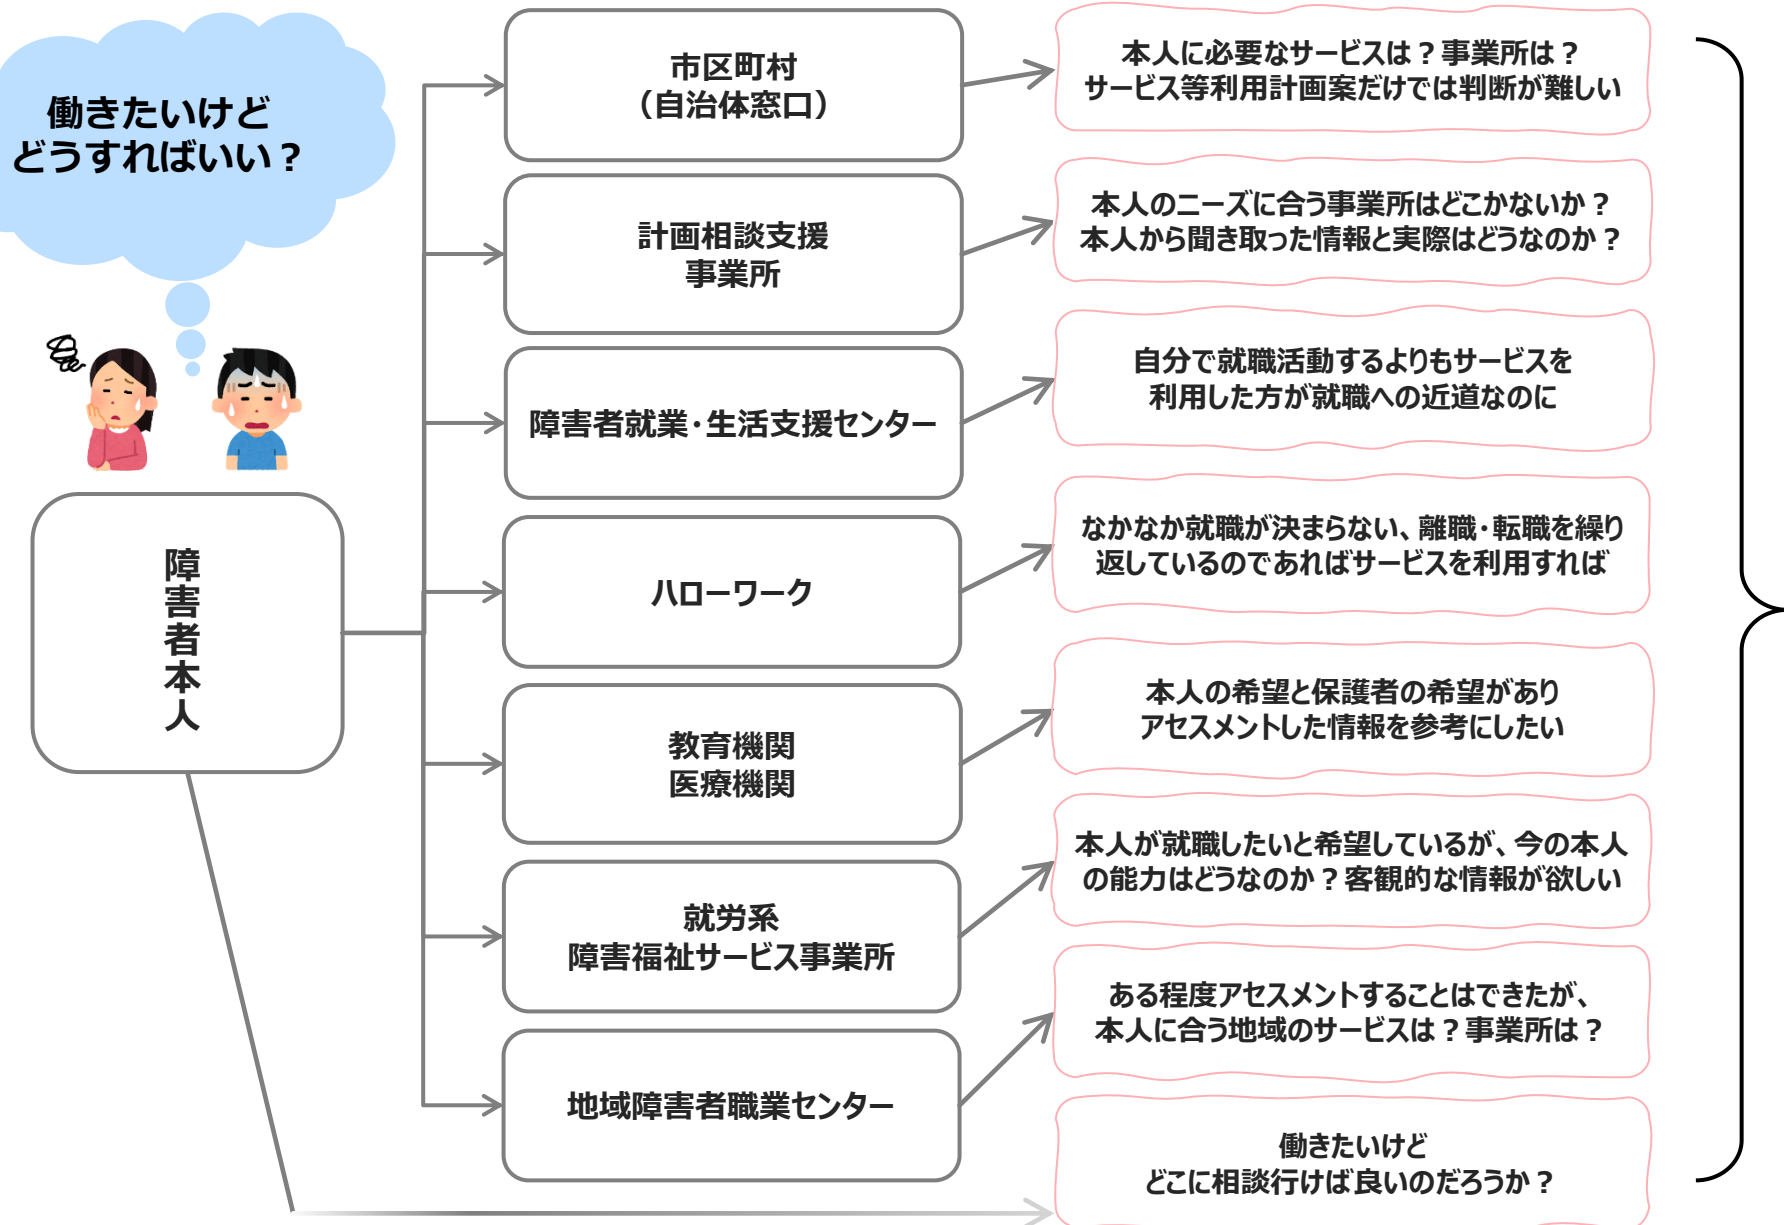 働きたいけど
どうすればいい？
障害者本人
市区町村
（自治体窓口）
本人に必要なサービスは？事業所は？
サービス等利用計画案だけでは判断が難しい
計画相談支援
事業所
本人のニーズに合う事業所はどこかないか？
本人から聞き取った情報と実際はどうなのか？
障害者就業・生活支援センター
自分で就職活動するよりもサービスを
利用した方が就職への近道なのに
ハローワーク
なかなか就職が決まらない、離職・転職を繰り
返しているのであればサービスを利用すれば
教育機関
医療機関
本人の希望と保護者の希望があり
アセスメントした情報を参考にしたい
就労系
障害福祉サービス事業所
本人が就職したいと希望しているが、今の本人
の能力はどうなのか？客観的な情報が欲しい
地域障害者職業センター
ある程度アセスメントすることはできたが、
本人に合う地域のサービスは？事業所は？
働きたいけど
どこに相談行けば良いのだろうか？